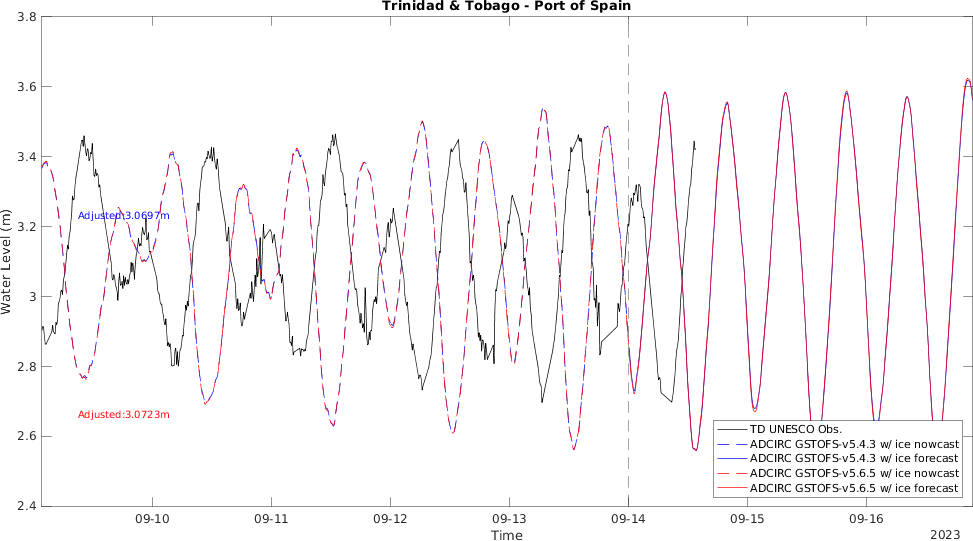 Trinidad & Tobago - Port of Spain
3.8
3.6
3.4
3.2
3
2.8
2.6
2.4
Water Level (m)
Adjusted:3.0697m
Adjusted:3.0723m
TD UNESCO Obs.
ADCIRC GSTOFS-v5.4.3 w/ ice nowcast
ADCIRC GSTOFS-v5.4.3 w/ ice forecast
ADCIRC GSTOFS-v5.6.5 w/ ice nowcast
ADCIRC GSTOFS-v5.6.5 w/ ice forecast
09-10 09-11 09-12 09-13 09-14 09-15 09-16
Time
2023